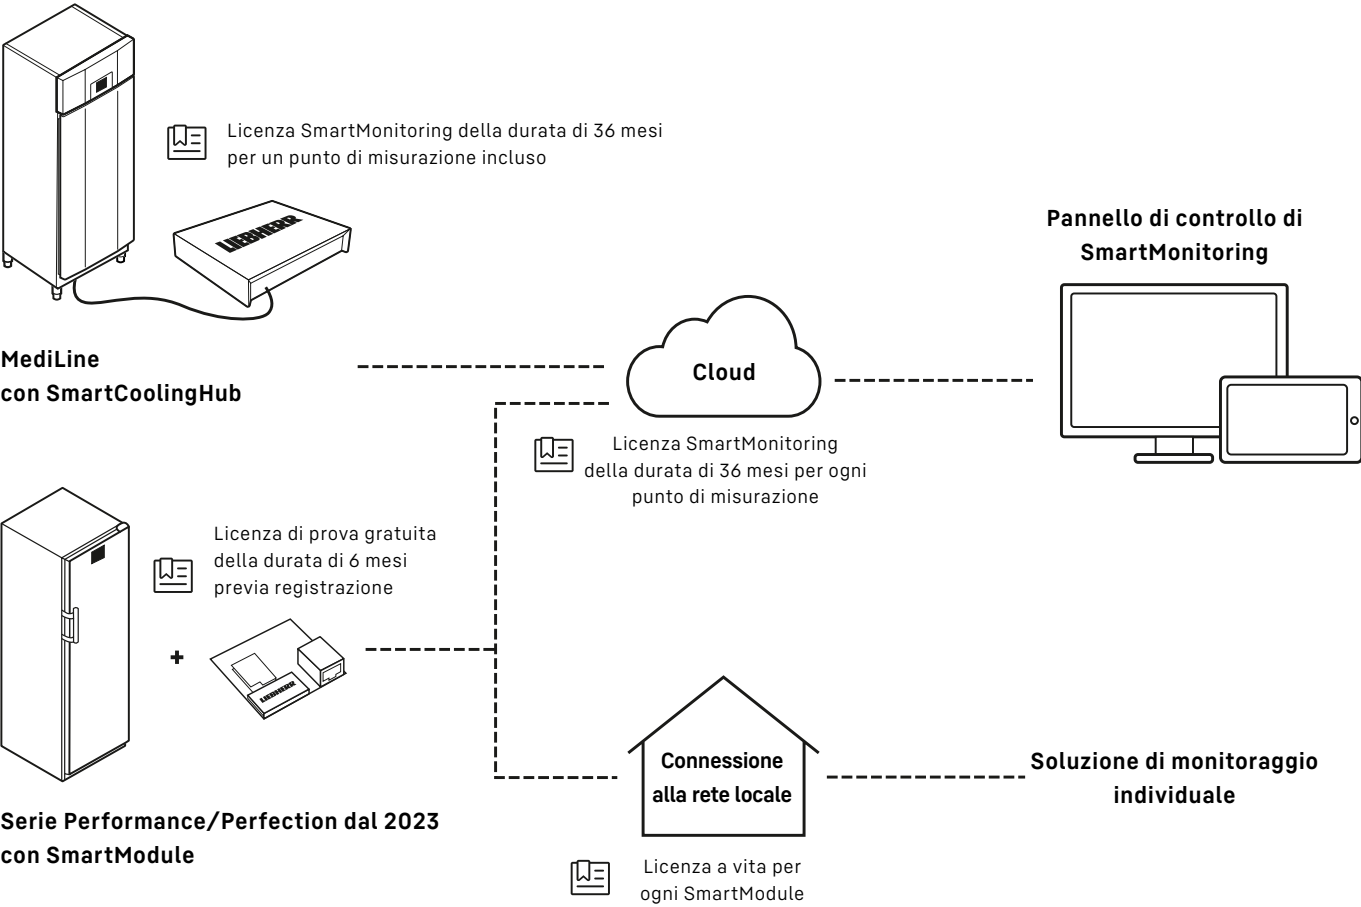 Licenza SmartMonitoring della durata di 36 mesi
per un punto di misurazione incluso
LIEBHERR
MediLine
con SmartCoolingHub
Cloud
Licenza SmartMonitoring
della durata di 36 mesi per ogni
punto di misurazione
Pannello di controllo di
SmartMonitoring
Licenza di prova gratuita
della durata di 6 mesi
previa registrazione
+
LIEBHERR
Serie Performance/Perfection dal 2023
con SmartModule
Connessione
alla rete locale
Licenza a vita per
ogni SmartModule
Soluzione di monitoraggio
individuale